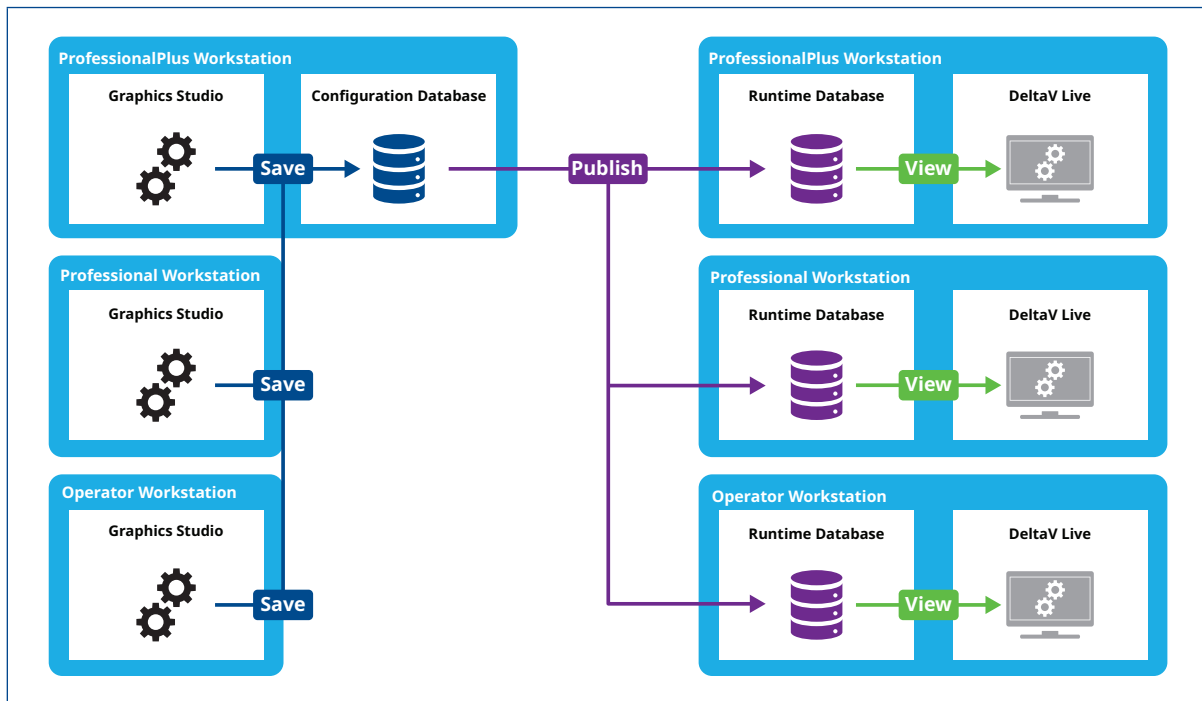 ProfessionalPlus Workstation
Graphics Studio
Configuration Database
Save
Professional Workstation
Graphics Studio
Save
Operator Workstation
Graphics Studio
Save
Publish
ProfessionalPlus Workstation
Runtime Database
DeltaV Live
View
Professional Workstation
Runtime Database
DeltaV Live
View
Operator Workstation
Runtime Database
DeltaV Live
View